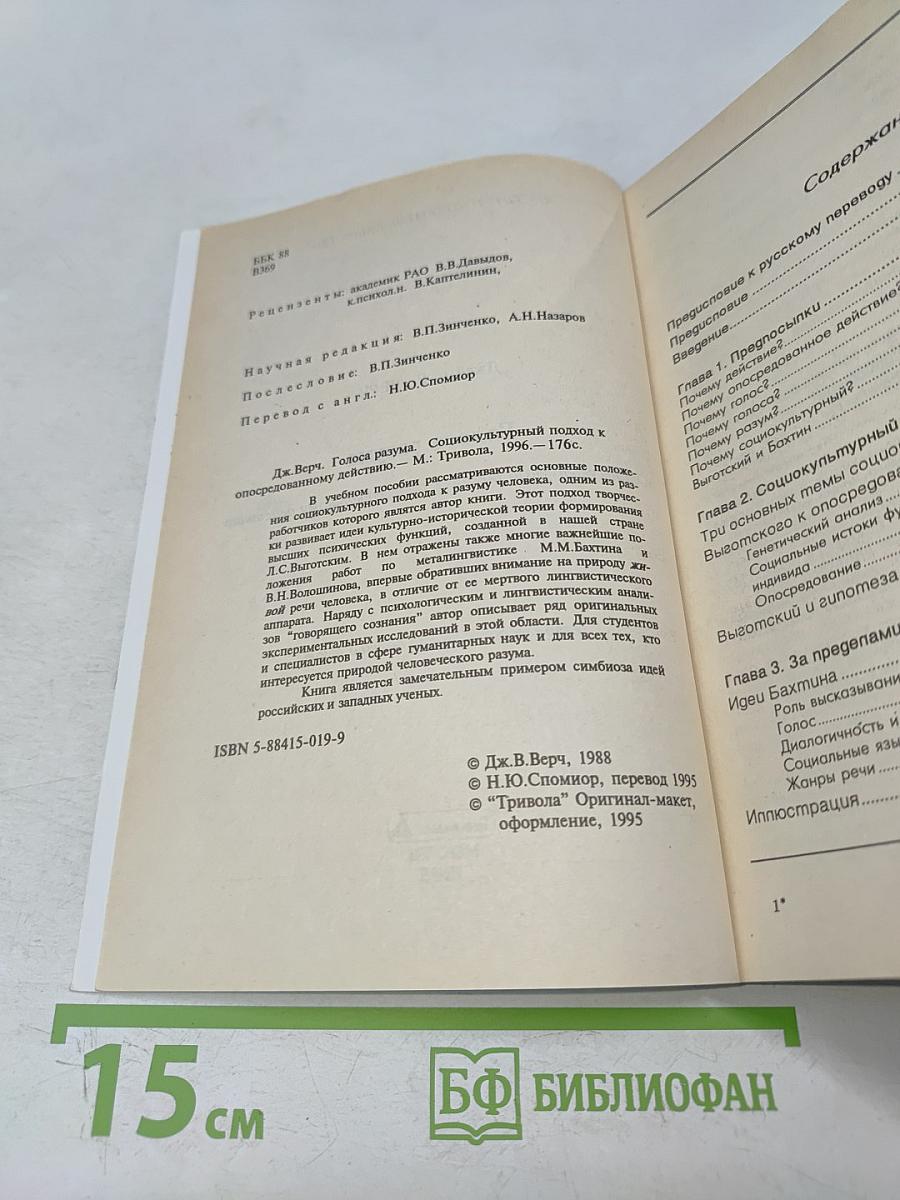 ББК 88
В369
Рецензенты: академик РАО В.В.Давыдов,
к.психол.н. В.Каптелинин,
Научная редакция: В.П.Зинченко, А.Н.Назаров
Послесловие: В.П.Зинченко
Перевод с англ.: Н.Ю.Спомиор
Дж.Верч. Голоса разума. Социокультурный подход к
опосредованному действию.— М.: Тривола, 1996.—176с.
В учебном пособии рассматриваются основные положе-
ния социокультурного подхода к разуму человека, одним из раз-
работчиков которого являтся автор книги. Этот подход творчес-
ки развивает идеи культурно-исторической теории формирования
высших психических функций, созданной в нашей стране
Л.С.Выготским. В нем отражены также многие важнейшие по-
ложения работ по металингвистике М.М.Бахтина и
В.Н.Волошинова, впервые обративших внимание на природу жи-
вой речи человека, в отличие от ее мертвого лингвистического
аппарата. Наряду с психологическим и лингвистическим анали-
зов "говорящего сознания" автор описывает ряд оригинальных
экспериментальных исследований в этой области. Для студентов
и специалистов в сфере гуманитарных наук и для всех тех, кто
интересуется природой человеческого разума.
Книга является замечательным примером симбиоза идей
российских и западных ученых.
ISBN 5-88415-019-9
© Дж.В.Верч, 1988
© Н.Ю.Спомиор, перевод 1995
© "Тривола" Оригинал-макет,
оформление, 1995
Содержан
Предисловие к русскому переводу
Предисловие
Введение
Глава 1. Предпосылки
Почему действие?
Почему опосредованное действие?
Почему голос?
Почему голоса?
Почему разум?
Почему социокультурный?
Выготский и Бахтин
Глава 2. Социокультурный
Три основных темы социо
Выготского к опосредова
Генетический анализ
Социальные истоки фу
индивида
Опосредование
Выготский и гипотеза
Глава 3. За пределами
Идеи Бахтина
Роль высказывани
Голос
Диалогичность и
Социальные язы
Жанры речи
Иллюстрация
1*
15 см
БФ БИБЛИОФАН